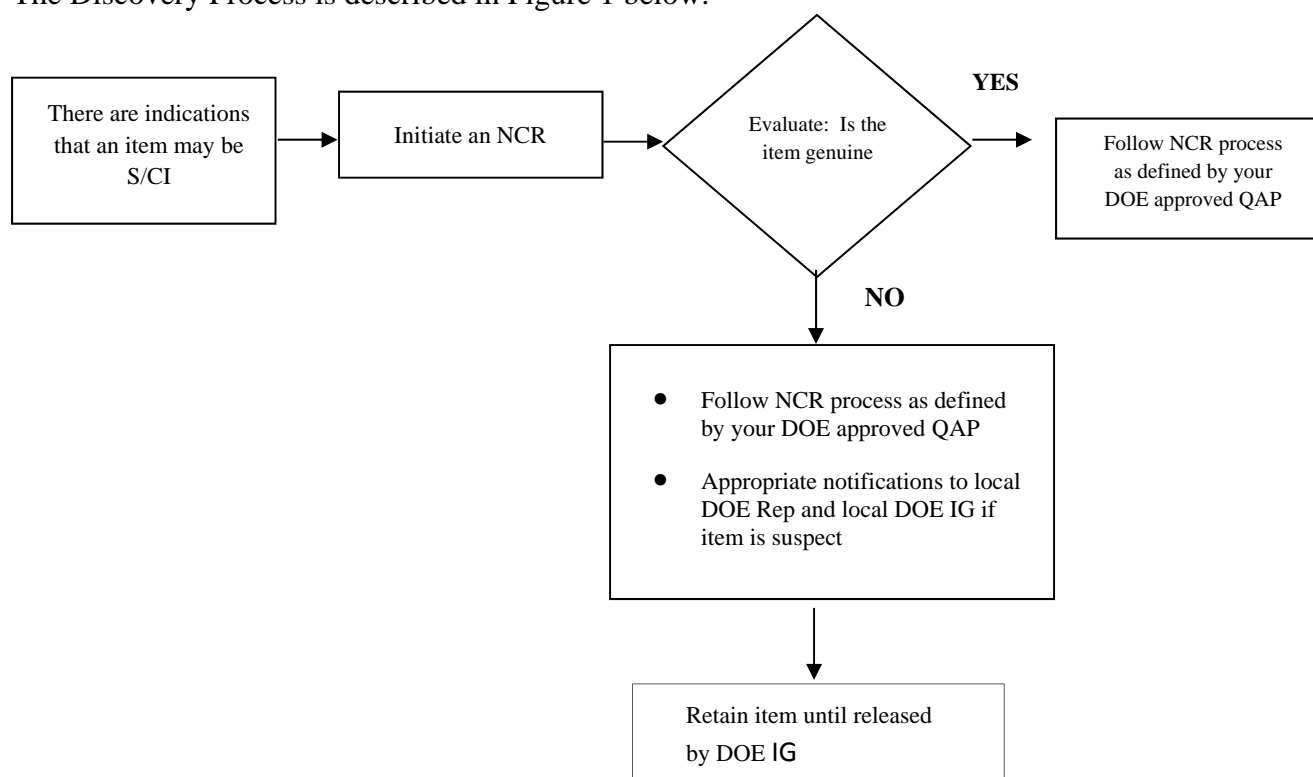 The Discovery Process is described in Figure 1 below.
There are indications
that an item may be
S/CI
Initiate an NCR
Evaluate: Is the
item genuine
YES
Follow NCR process
as defined by your
DOE approved QAP
NO
• Follow NCR process as defined
by your DOE approved QAP
• Appropriate notifications to local
DOE Rep and local DOE IG if
item is suspect
Retain item until released
by DOE IG